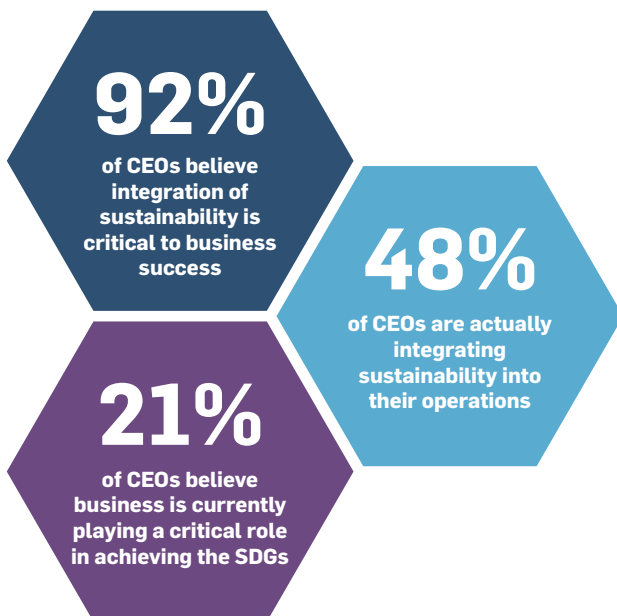 92%
of CEOs believe
integration of
sustainability is
critical to business
success
48%
of CEOs are actually
integrating
sustainability into
their operations
21%
of CEOs believe
business is currently
playing a critical role
in achieving the SDGs